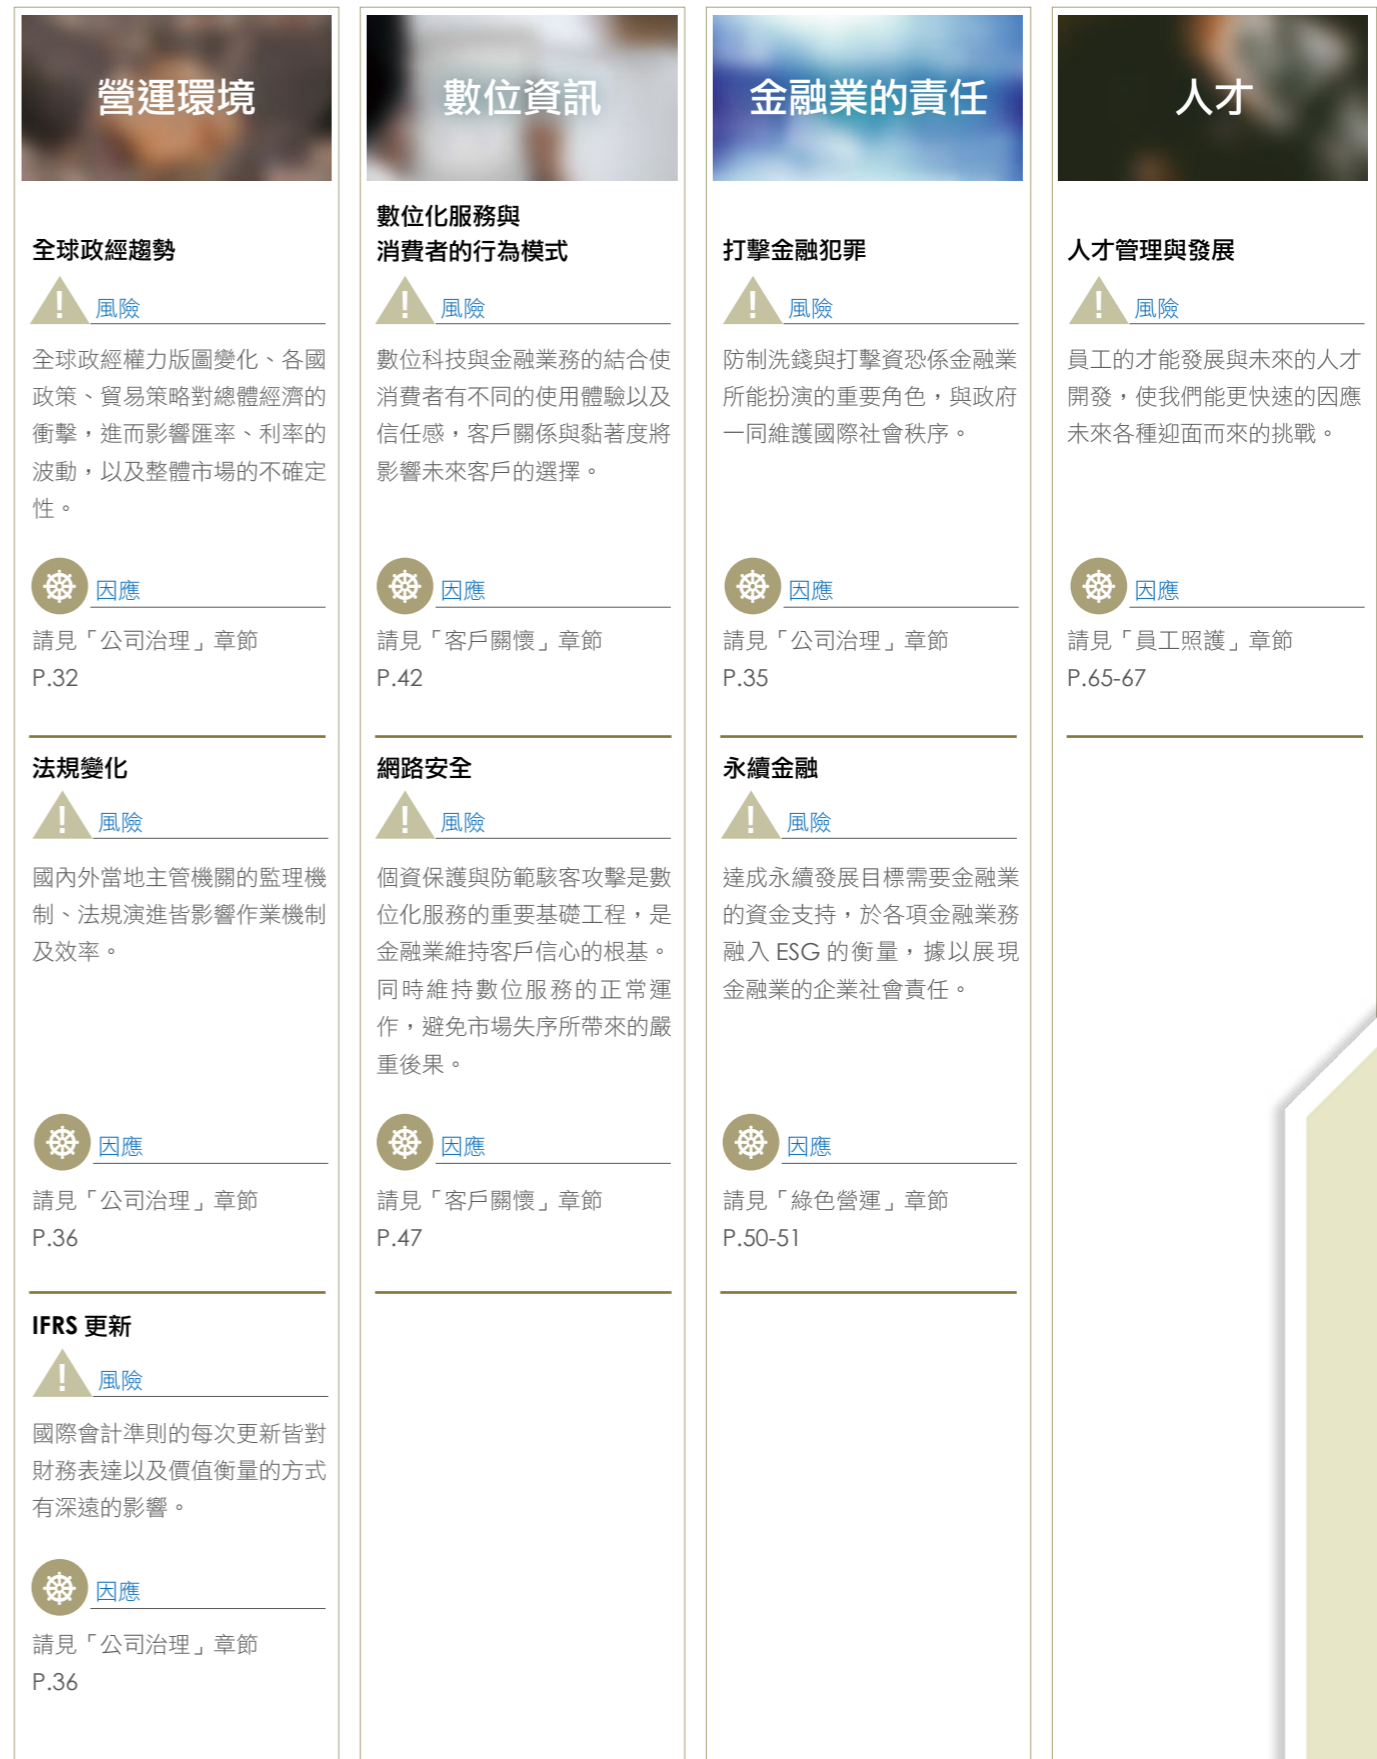 營運環境
全球政經趨勢
風險
全球政經權力版圖變化、各國
政策、貿易策略對總體經濟的
衝擊，進而影響匯率、利率的
波動，以及整體市場的不確定
性。
因應
請見「公司治理」章節
P.32
法規變化
風險
國內外當地主管機關的監理機
制、法規演進皆影響作業機制
及效率。
因應
請見「公司治理」章節
P.36
IFRS 更新
風險
國際會計準則的每次更新皆對
財務表達以及價值衡量的方式
有深遠的影響。
因應
請見「公司治理」章節
P.36
數位資訊
數位化服務與
消費者的行為模式
風險
數位科技與金融業務的結合使
消費者有不同的使用體驗以及
信任感，客戶關係與黏著度將
影響未來客戶的選擇。
因應
請見「客戶關懷」章節
P.42
網路安全
風險
個資保護與防範駭客攻擊是數
位化服務的重要基礎工程，是
金融業維持客戶信心的根基。
同時維持數位服務的正常運
作，避免市場失序所帶來的嚴
重後果。
因應
請見「客戶關懷」章節
P.47
金融業的責任
打擊金融犯罪
風險
防制洗錢與打擊資恐係金融業
所能扮演的重要角色，與政府
一同維護國際社會秩序。
因應
請見「公司治理」章節
P.35
永續金融
風險
達成永續發展目標需要金融業
的資金支持，於各項金融業務
融入 ESG 的衡量，據以展現
金融業的企業社會責任。
因應
請見「綠色營運」章節
P.50-51
人才
人才管理與發展
風險
員工的才能發展與未來的人才
開發，使我們能更快速的因應
未來各種迎面而來的挑戰。
因應
請見「員工照護」章節
P.65-67